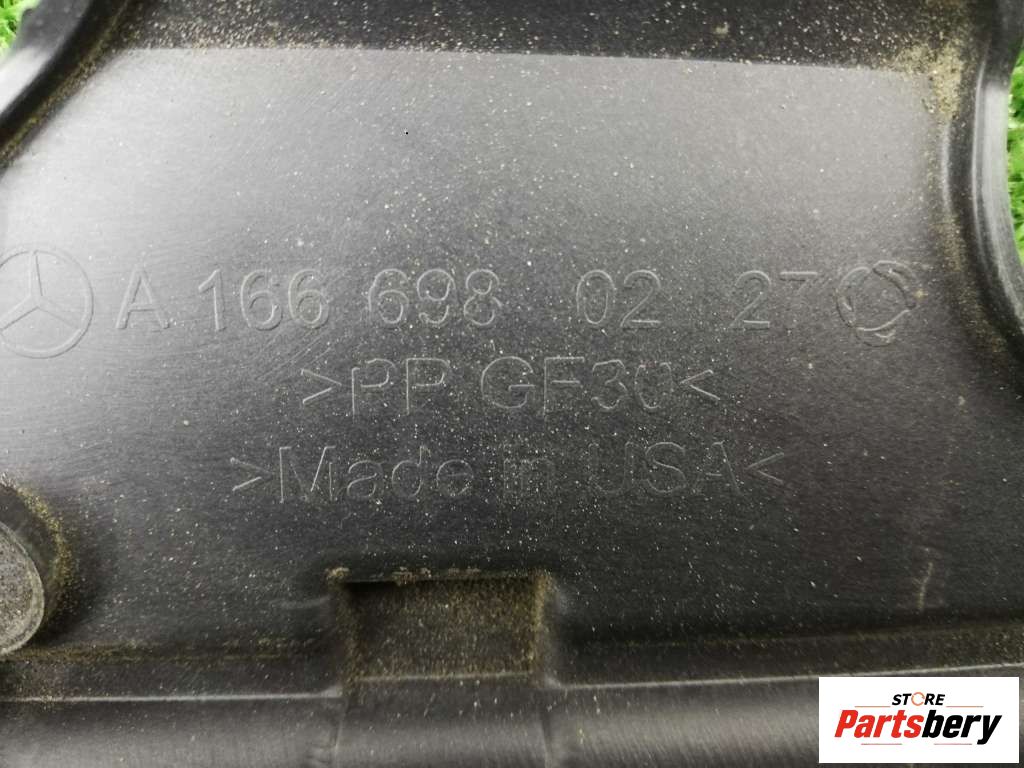 A 166 698 02 27
>PP GF30<
>Made in USA<
STORE
Partsbery